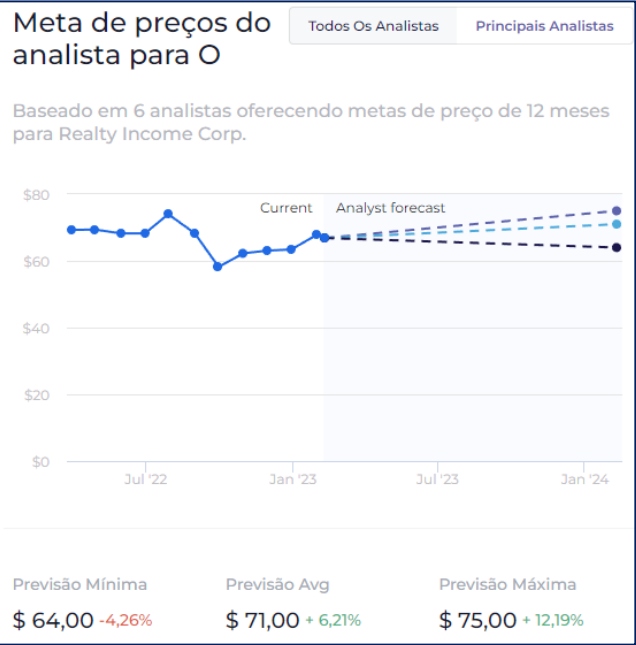 Meta de preços do
analista para O
Todos Os Analistas
Principais Analistas
Baseado em 6 analistas oferecendo metas de preço de 12 meses
para Realty Income Corp.
$80
Current
Analyst forecast
$60
$40
$20
$0
Jul '22
Jan '23
Jul '23
Jan '24
Previsão Mínima
$ 64,00 -4,26%
Previsão Avg
$ 71,00 + 6,21%
Previsão Máxima
$ 75,00 + 12,19%